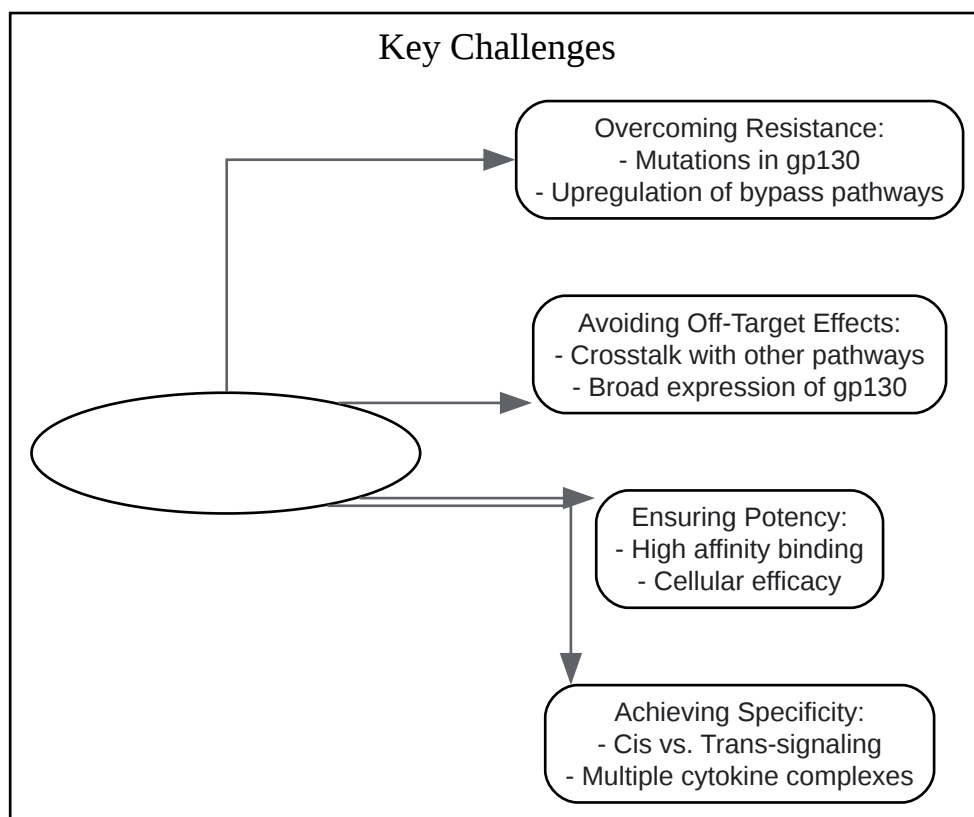 Key Challenges
Overcoming Resistance:
- Mutations in gp130
- Upregulation of bypass pathways
Avoiding Off-Target Effects:
- Crosstalk with other pathways
- Broad expression of gp130
Ensuring Potency:
- High affinity binding
- Cellular efficacy
Achieving Specificity:
- Cis vs. Trans-signaling
- Multiple cytokine complexes